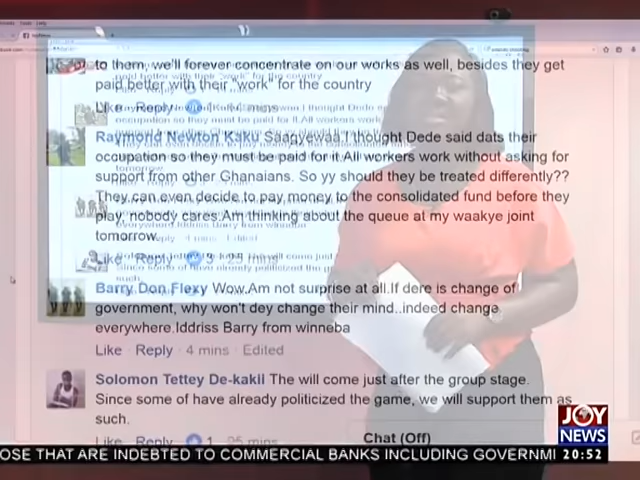 to them, we'll forever concentrate on our works as well, besides they get
paid better with their "work" for the country
Like Reply
Raymond Newton Kaku Saagyewaa.I thought Dede said dats their
occupation so they must be paid for it.All workers work without asking for
support from other Ghanaians. So yy should they be treated differently??
They can even decide to pay money to the consolidated fund before they
play, nobody cares. Am thinking about the queue at my waakye joint
tomorrow.
Like Reply
Barry Don Flexy Wow.Am not surprise at all.If dere is change of
government, why won't dey change their mind..indeed change
everywhere.Iddriss Barry from winneba
Like Reply 4 mins Edited
Solomon Tettey De-kakii The will come just after the group stage.
Since some of have already politicized the game, we will support them as
such.
Like Reply 1 25 mins
Chat (Off)
JOY
NEWS
OSE THAT ARE INDEBTED TO COMMERCIAL BANKS INCLUDING GOVERNM 20:52